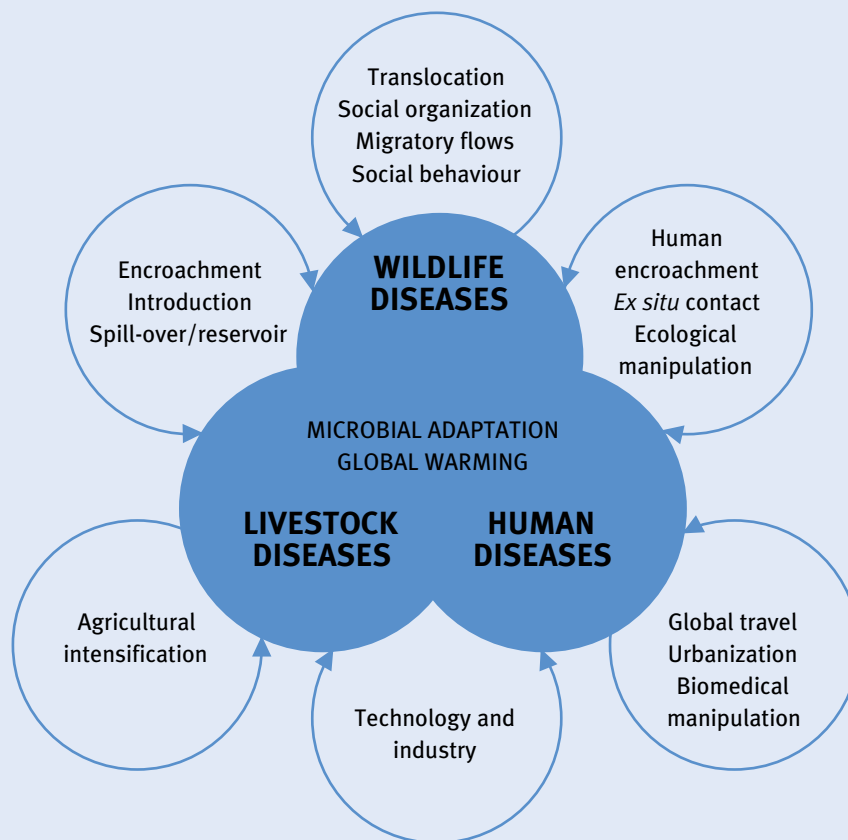 Translocation
Social organization
Migratory flows
Social behaviour
Encroachment
Introduction
Spill-over/reservoir
WILDLIFE
DISEASES
Human
encroachment
Ex situ contact
Ecological
manipulation
MICROBIAL ADAPTATION
GLOBAL WARMING
LIVESTOCK
DISEASES
HUMAN
DISEASES
Agricultural
intensification
Technology and
industry
Global travel
Urbanization
Biomedical
manipulation